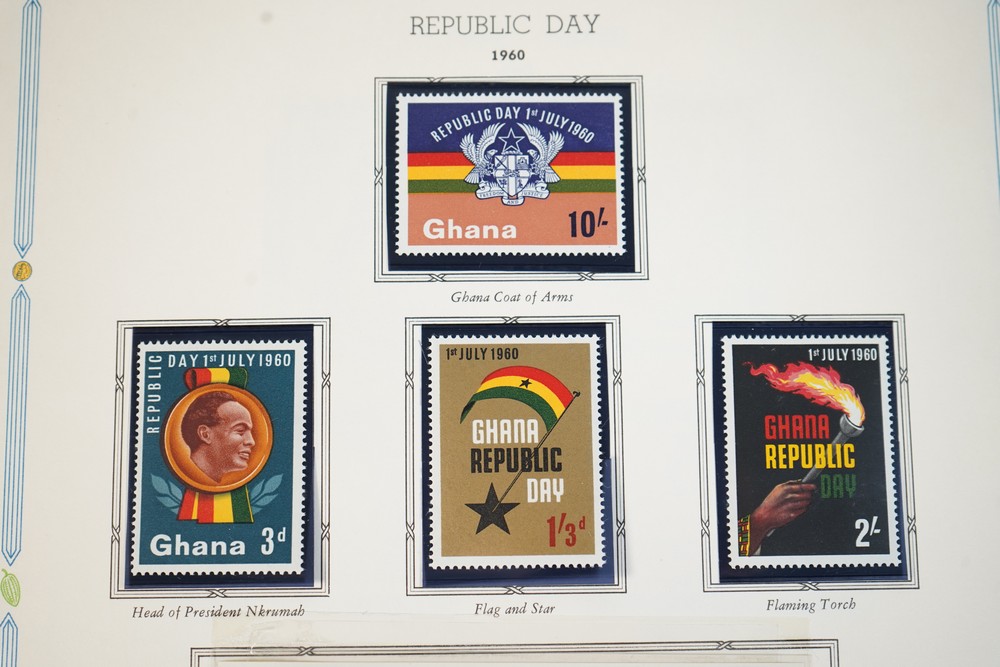 REPUBLIC DAY
1960
REPUBLIC DAY 1st JULY 1960
FREEDOM AND JUSTICE
Ghana 10/-
Ghana Coat of Arms
REPUBLIC DAY 1st JULY 1960
Ghana 3d
Head of President Nkrumah
1st JULY 1960
GHANA
REPUBLIC
DAY
1/3d
Flag and Star
1st JULY 1960
GHANA
REPUBLIC
DAY
2/-
Flaming Torch